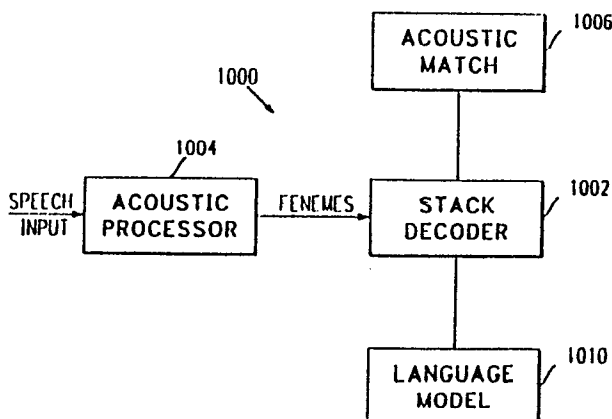 1006
ACOUSTIC
MATCH
1000
1004
SPEECH
INPUT
ACOUSTIC
PROCESSOR
FENEMES
STACK
DECODER
1002
1010
LANGUAGE
MODEL